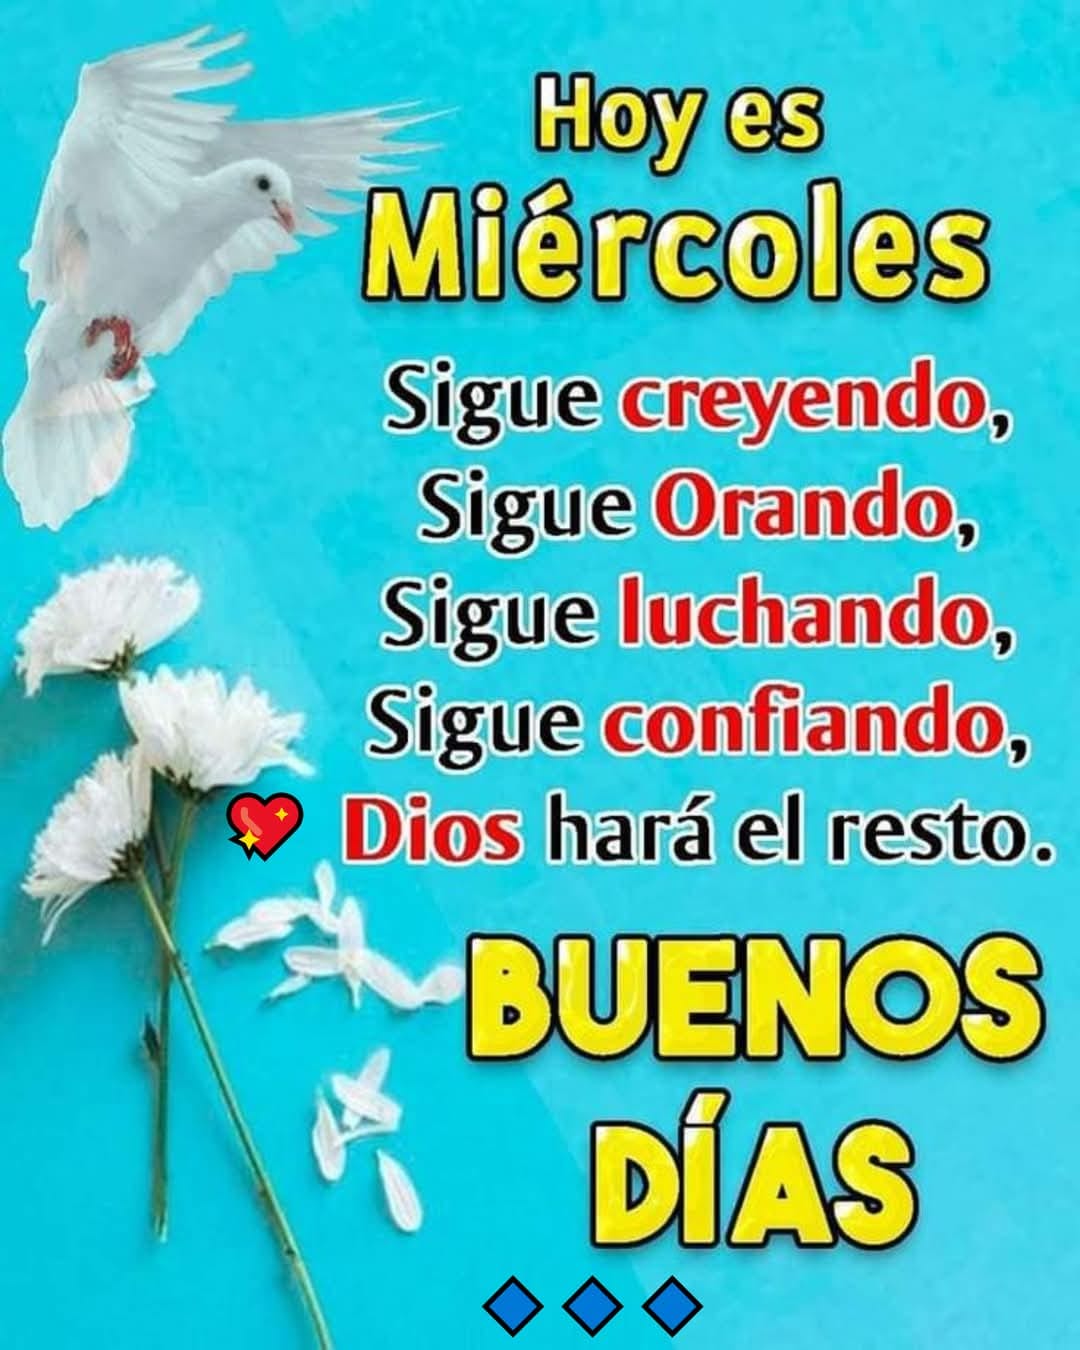 Hoy es
Miércoles
Sigue creyendo,
Sigue Orando,
Sigue luchando,
Sigue confiando,
Dios hará el resto.
BUENOS
DÍAS